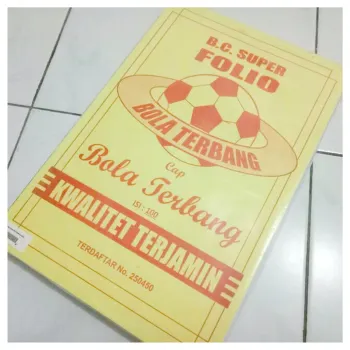 B.C. SUPER
FOLIO
BOLA TERBANG
Cap
Bola Terbang
ISI : 100
KWALITET TERJAMIN
TERDAFTAR No. 250450